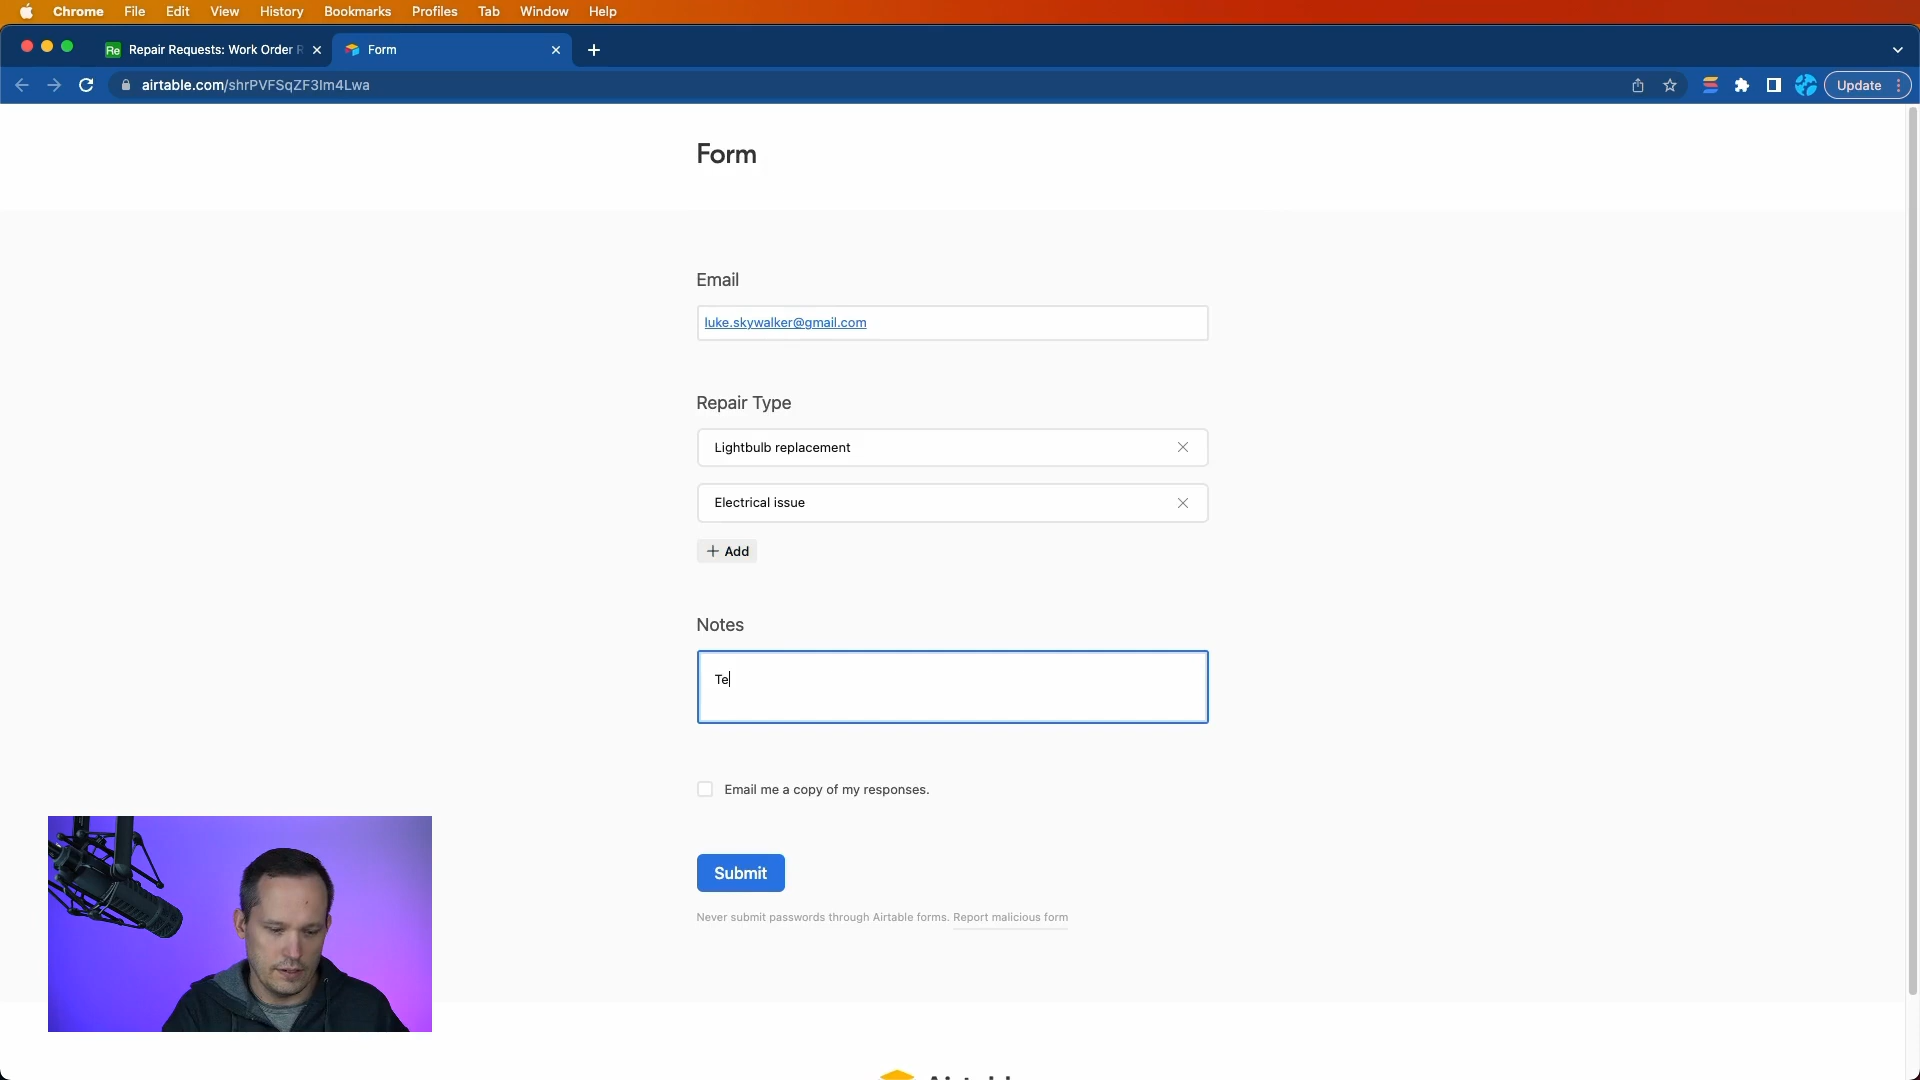 Chrome File Edit View History Bookmarks Profiles Tab Window Help
Re Repair Requests: Work Order Form
airtable.com/shrPVFSqZF3Im4Lwa Update
Form
Email
luke.skywalker@gmail.com
Repair Type
Lightbulb replacement
Electrical issue
+ Add
Notes
Te
Email me a copy of my responses.
Submit
Never submit passwords through Airtable forms. Report malicious form